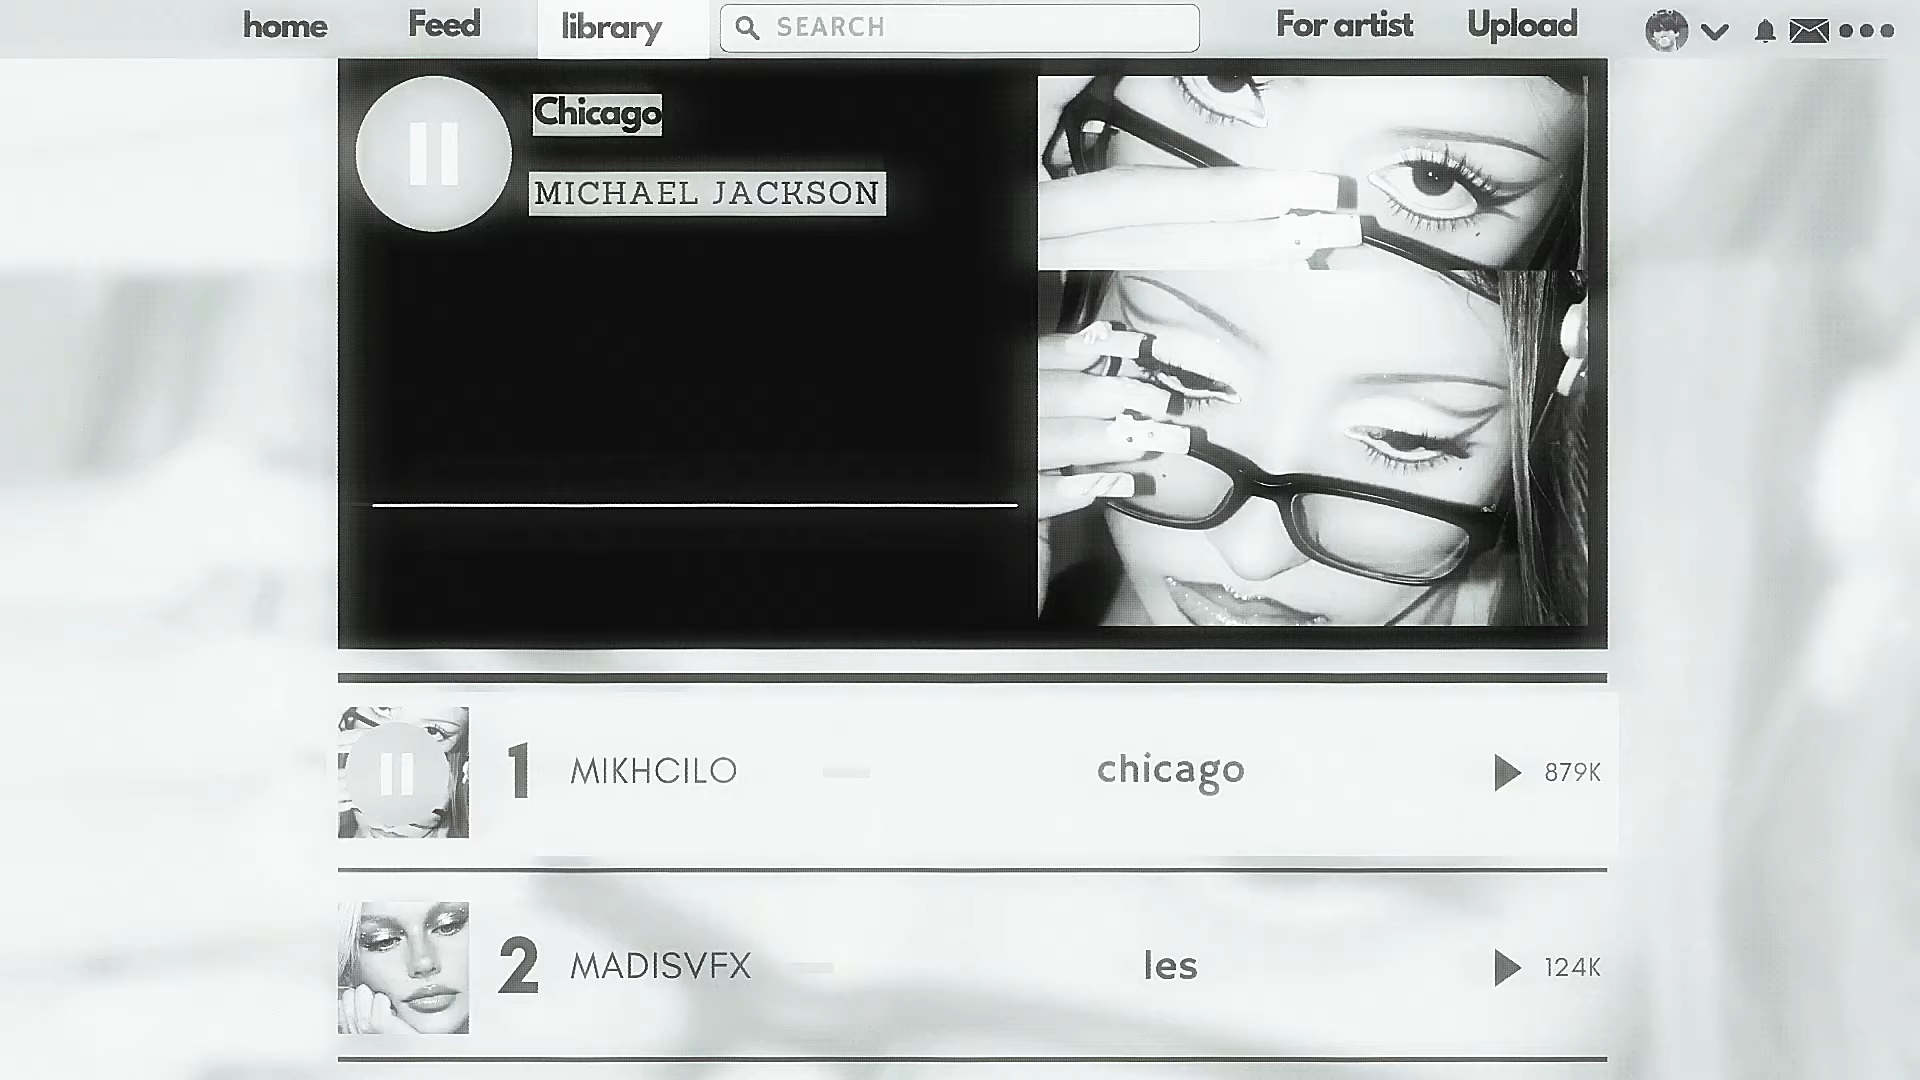 home Feed library SEARCH For artist Upload
Chicago
MICHAEL JACKSON
1 MIKHCILO chicago 879K
2 MADISVFX les 124K